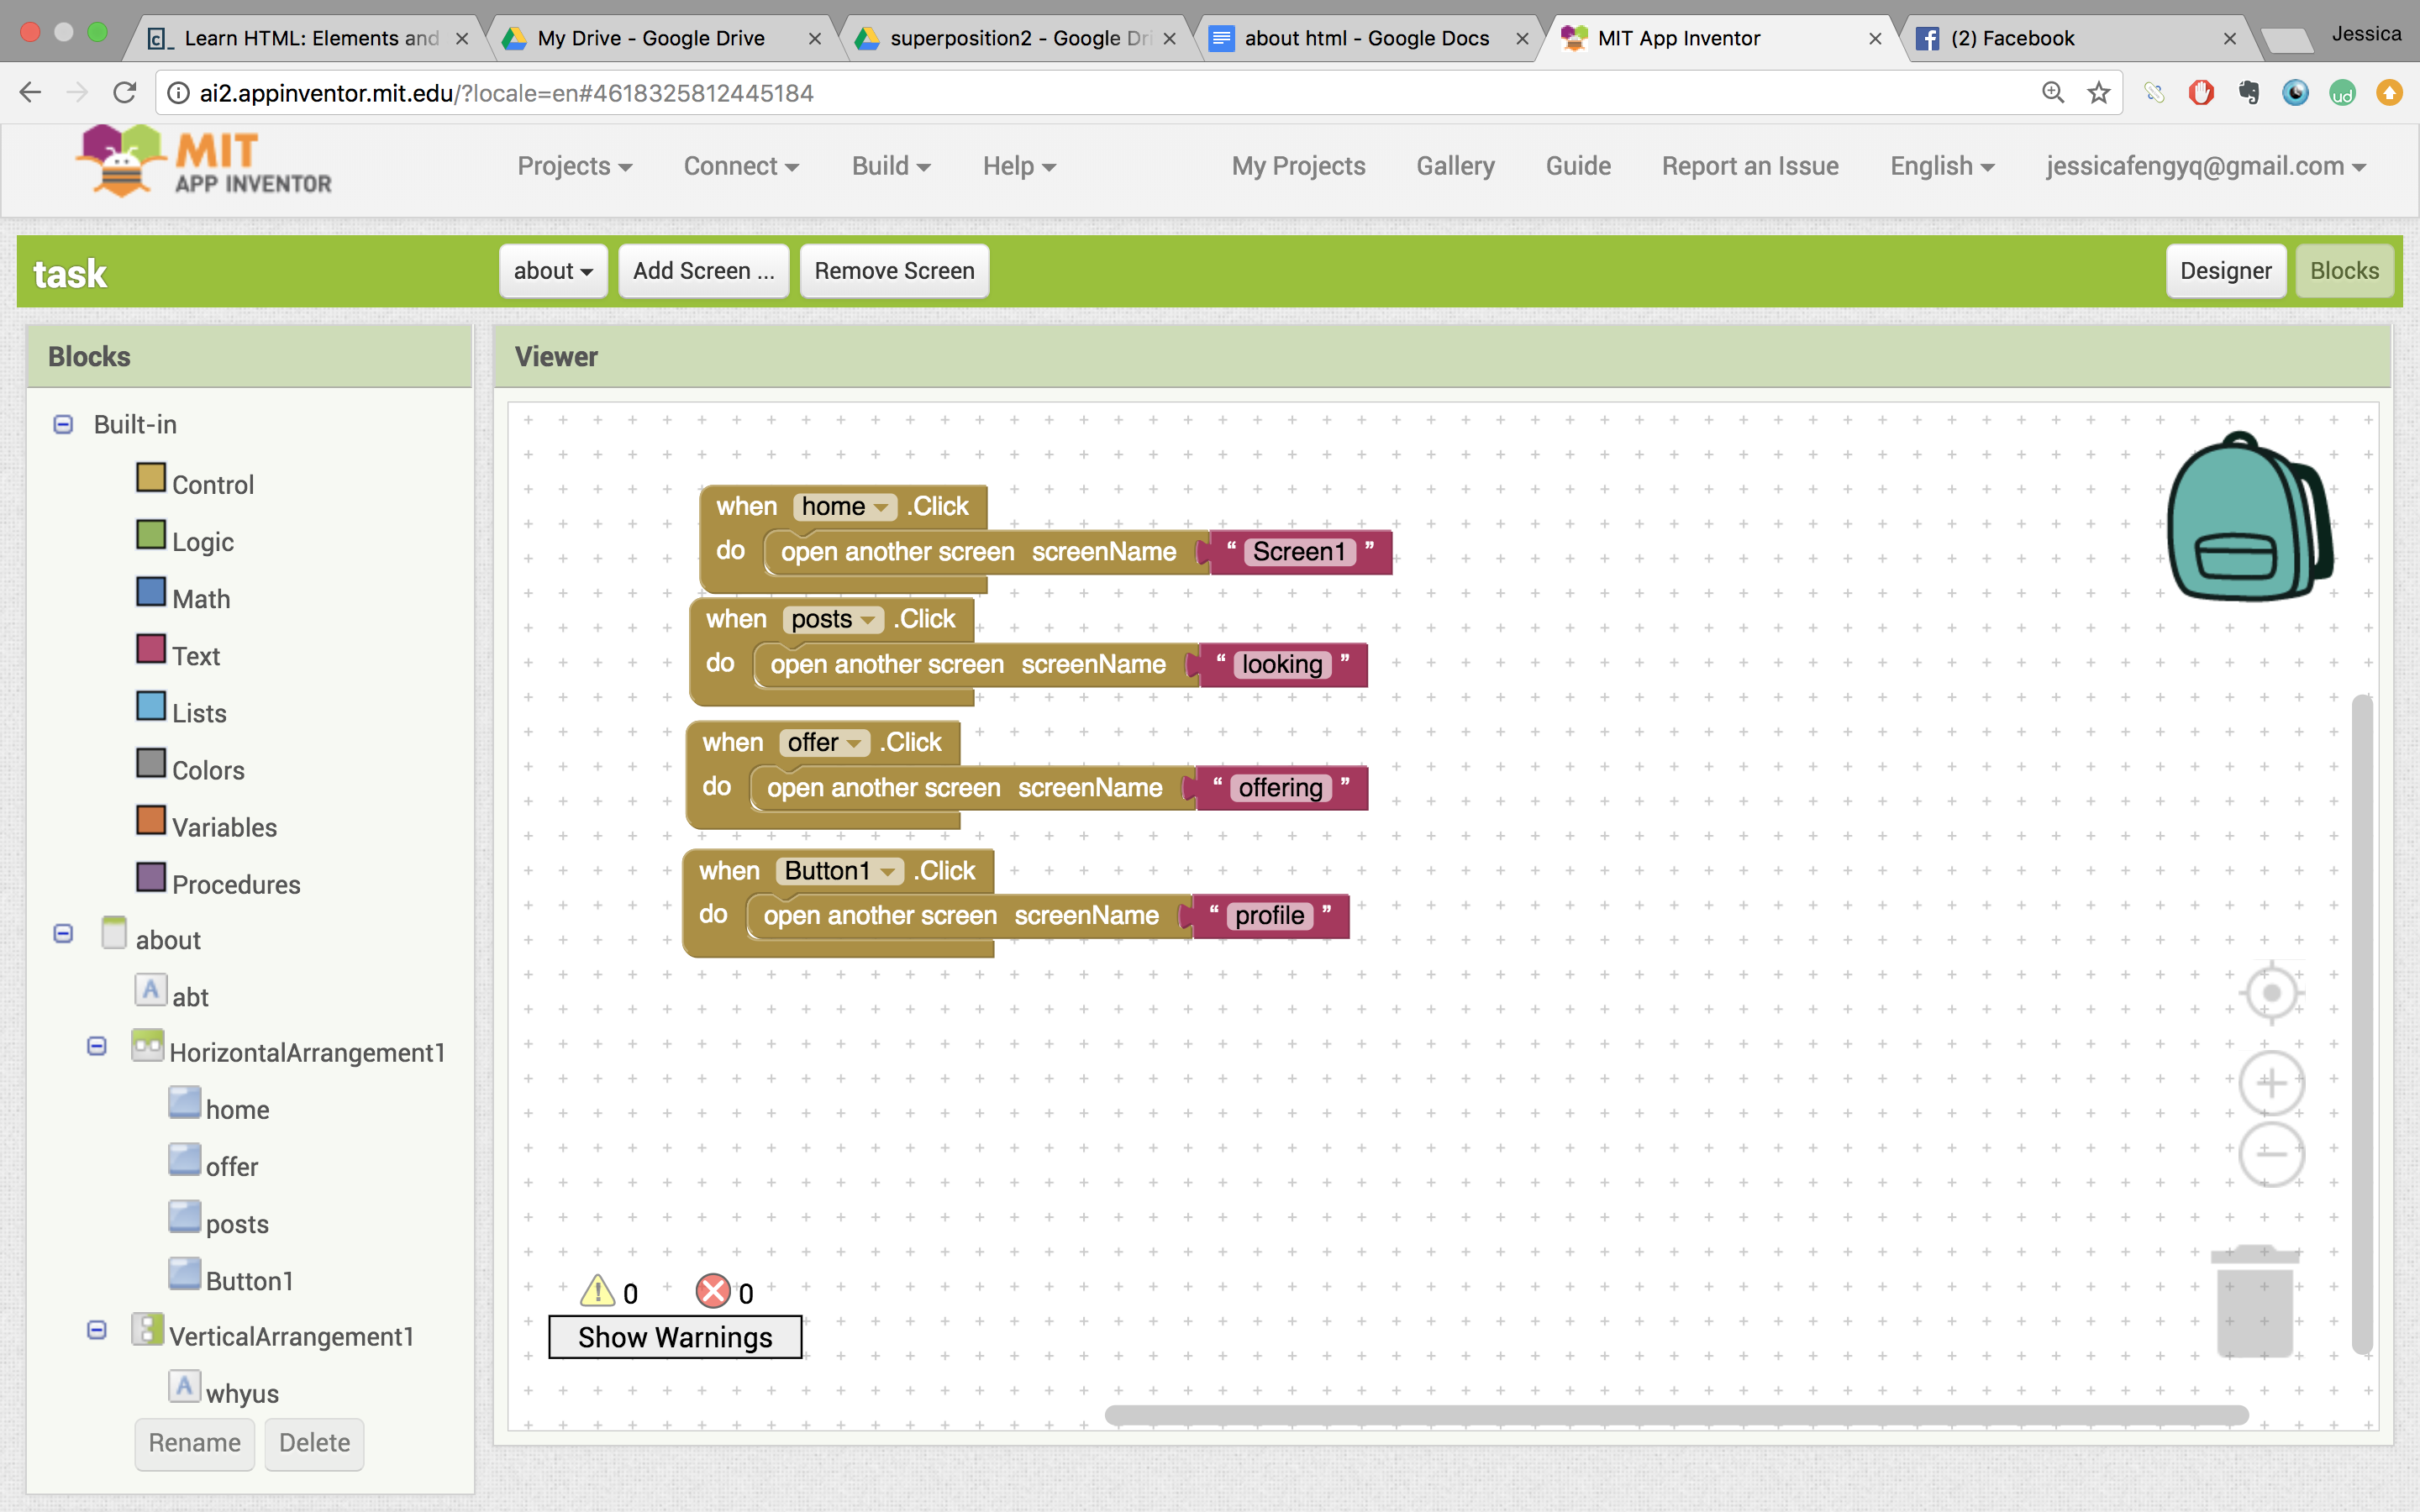 Learn HTML: Elements and
My Drive - Google Drive
superposition2 - Google Dri
about html - Google Docs
MIT App Inventor
(2) Facebook
Jessica
ai2.appinventor.mit.edu/?locale=en#4618325812445184
ud
MIT
APP INVENTOR
Projects
Connect
Build
Help
My Projects
Gallery
Guide
Report an Issue
English
jessicafengyq@gmail.com
task
about
Add Screen ...
Remove Screen
Designer
Blocks
Blocks
Built-in
Control
Logic
Math
Text
Lists
Colors
Variables
Procedures
about
A abt
HorizontalArrangement1
home
offer
posts
Button1
VerticalArrangement1
A whyus
Rename
Delete
Viewer
when home .Click
do open another screen screenName “ Screen1 ”
when posts .Click
do open another screen screenName “ looking ”
when offer .Click
do open another screen screenName “ offering ”
when Button1 .Click
do open another screen screenName “ profile ”
0 0
Show Warnings